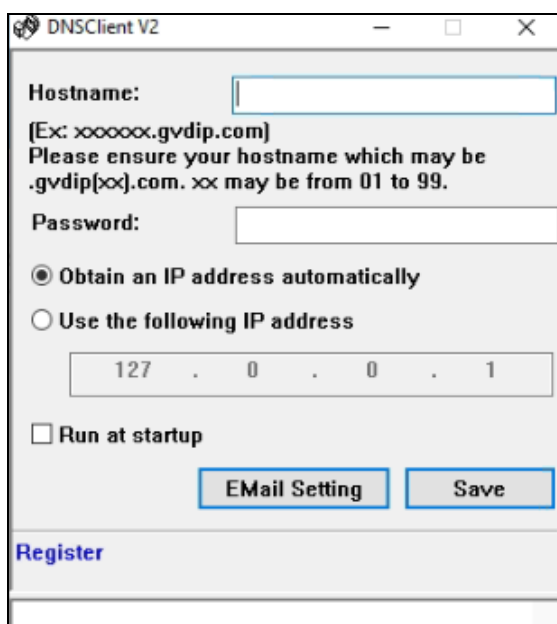 DNSClient V2
Hostname:
(Ex: xxxxxx.gvdip.com)
Please ensure your hostname which may be
.gvdip(xx).com. xx may be from 01 to 99.
Password:
Obtain an IP address automatically
Use the following IP address
127 . 0 . 0 . 1
Run at startup
EMail Setting Save
Register